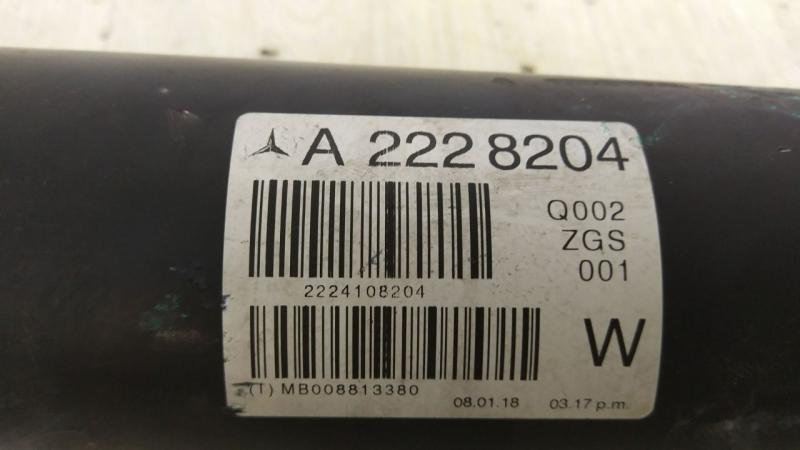 A 222 8204
Q002
ZGS
001
2224108204
W
(T) MB008813380
08.01.18 03.17 p.m.